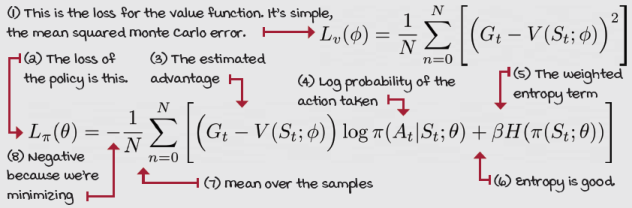 (1) This is the loss for the value function. It's simple,
the mean squared Monte Carlo error.
L_v(ϕ) = 1/N ∑_{n=0}^{N} [(G_t − V(S_t; ϕ))^2]
(2) The loss of
the policy is this.
(3) The estimated
advantage
(4) Log probability of the
action taken
(5) The weighted
entropy term
L_π(θ) = −1/N ∑_{n=0}^{N} [(G_t − V(S_t; ϕ)) log π(A_t|S_t; θ) + βH(π(S_t; θ))]
(8) Negative
because we're
minimizing
(7) mean over the samples
(6) Entropy is good.